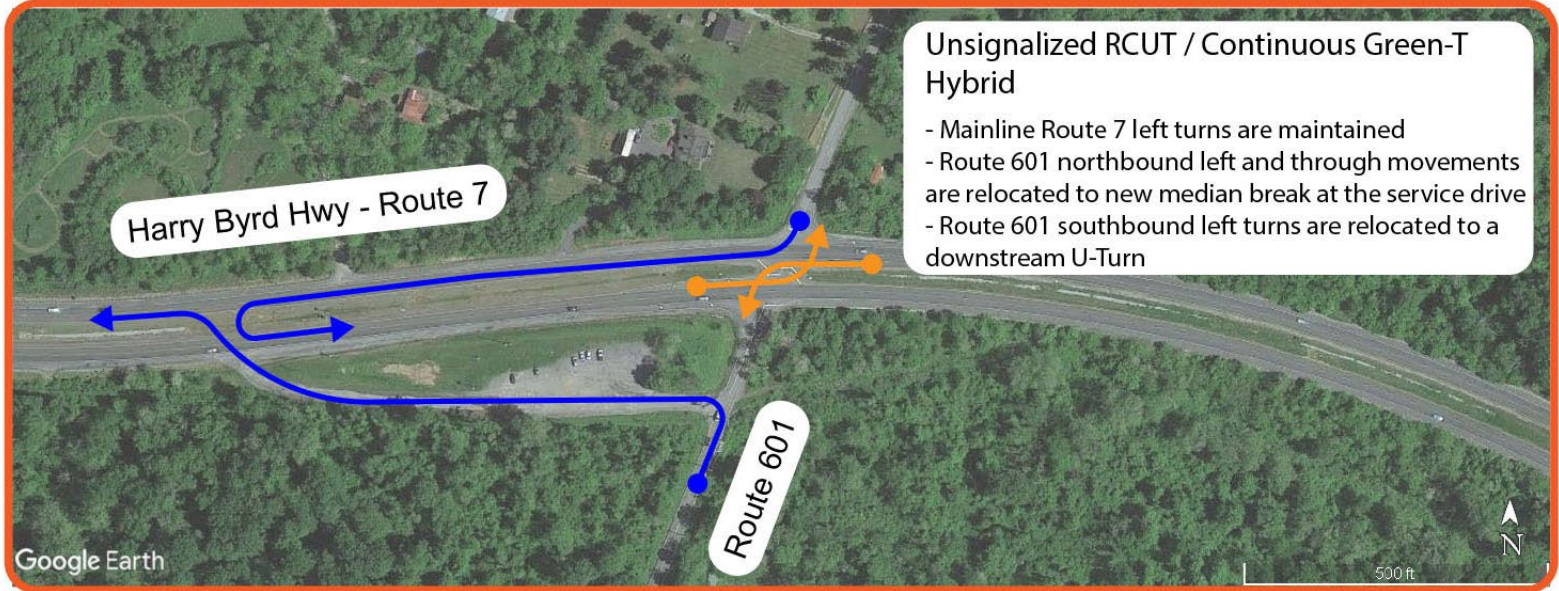 Unsignalized RCUT / Continuous Green-T
Hybrid
- Mainline Route 7 left turns are maintained
- Route 601 northbound left and through movements
are relocated to new median break at the service drive
- Route 601 southbound left turns are relocated to a
downstream U-Turn
Harry Byrd Hwy - Route 7
Route 601
Google Earth
N
500 ft